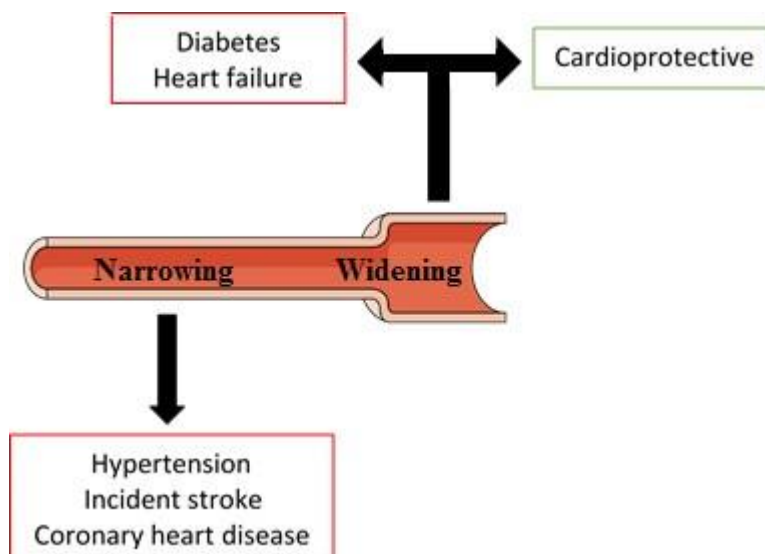 Diabetes
Heart failure
Cardioprotective
Narrowing
Widening
Hypertension
Incident stroke
Coronary heart disease